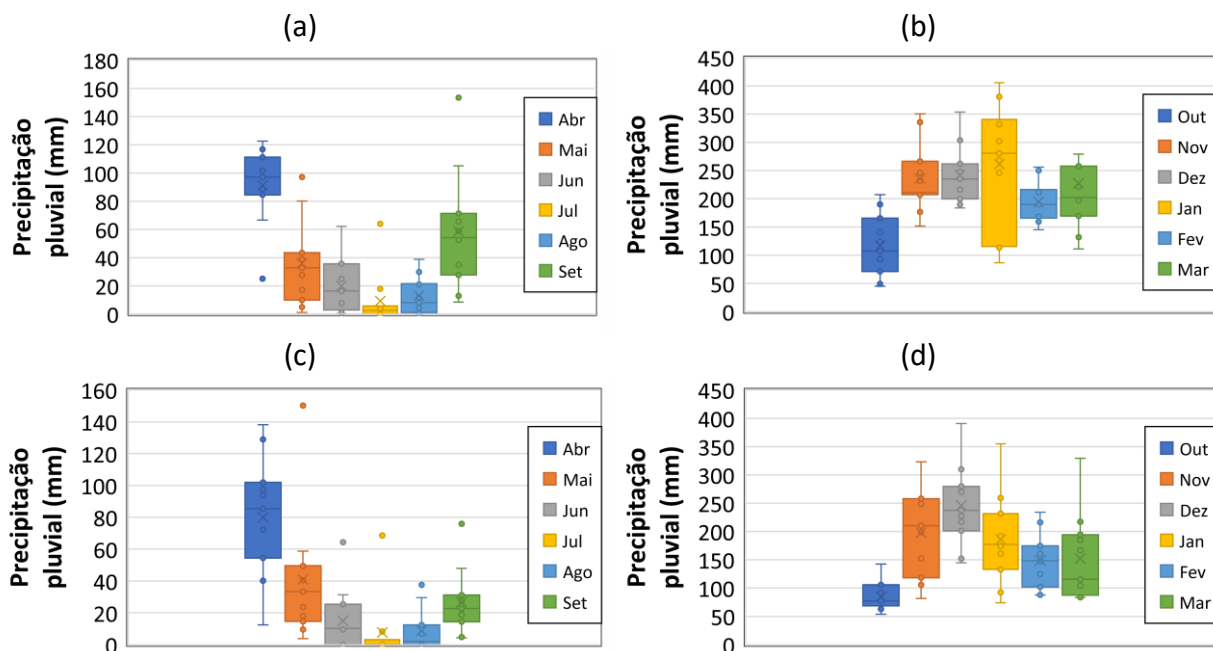 (a)
Precipitação
pluvial (mm)
180
160
140
120
100
80
60
40
20
0
Abr
Mai
Jun
Jul
Ago
Set
(b)
Precipitação
pluvial (mm)
450
400
350
300
250
200
150
100
50
0
Out
Nov
Dez
Jan
Fev
Mar
(c)
Precipitação
pluvial (mm)
160
140
120
100
80
60
40
20
0
Abr
Mai
Jun
Jul
Ago
Set
(d)
Precipitação
pluvial (mm)
450
400
350
300
250
200
150
100
50
0
Out
Nov
Dez
Jan
Fev
Mar